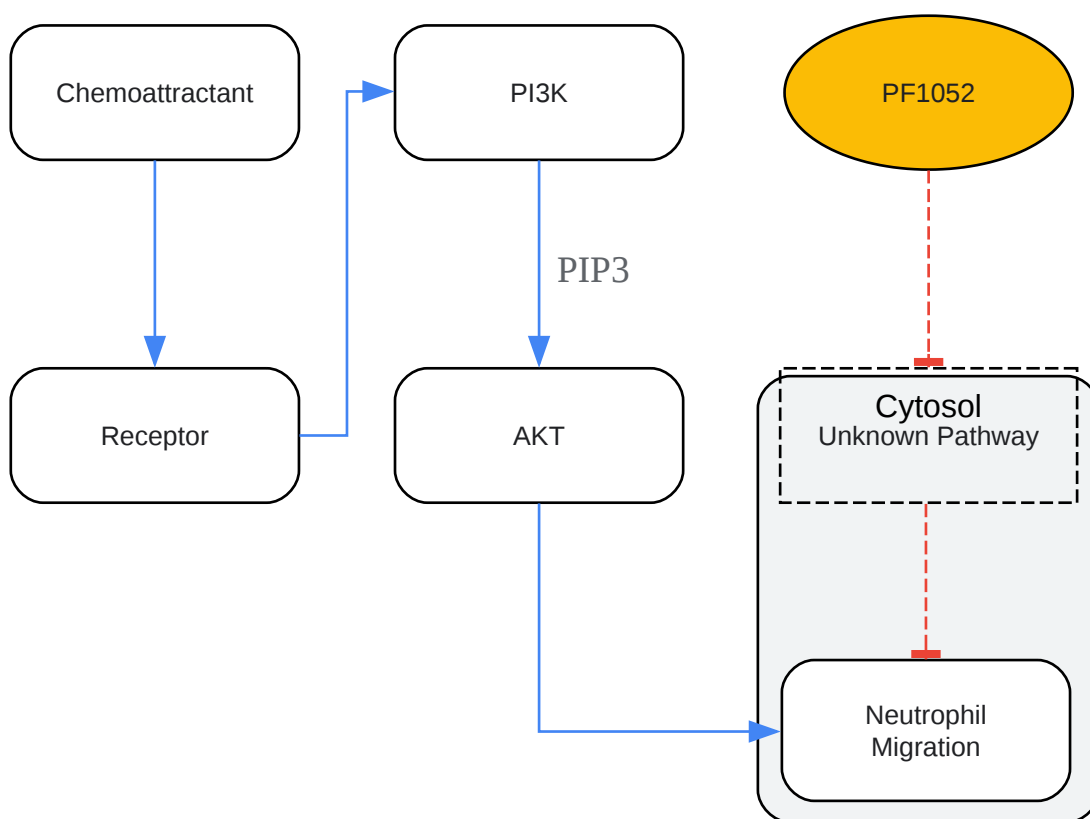 Chemoattractant
PI3K
PF1052
PIP3
Receptor
AKT
Cytosol
Unknown Pathway
Neutrophil
Migration